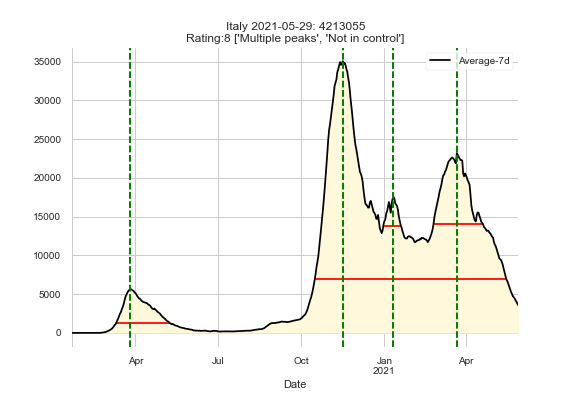 Italy 2021-05-29: 4213055
Rating:8 ['Multiple peaks', 'Not in control']
Average-7d
35000
30000
25000
20000
15000
10000
5000
0
Apr
Jul
Oct
Jan
2021
Apr
Date